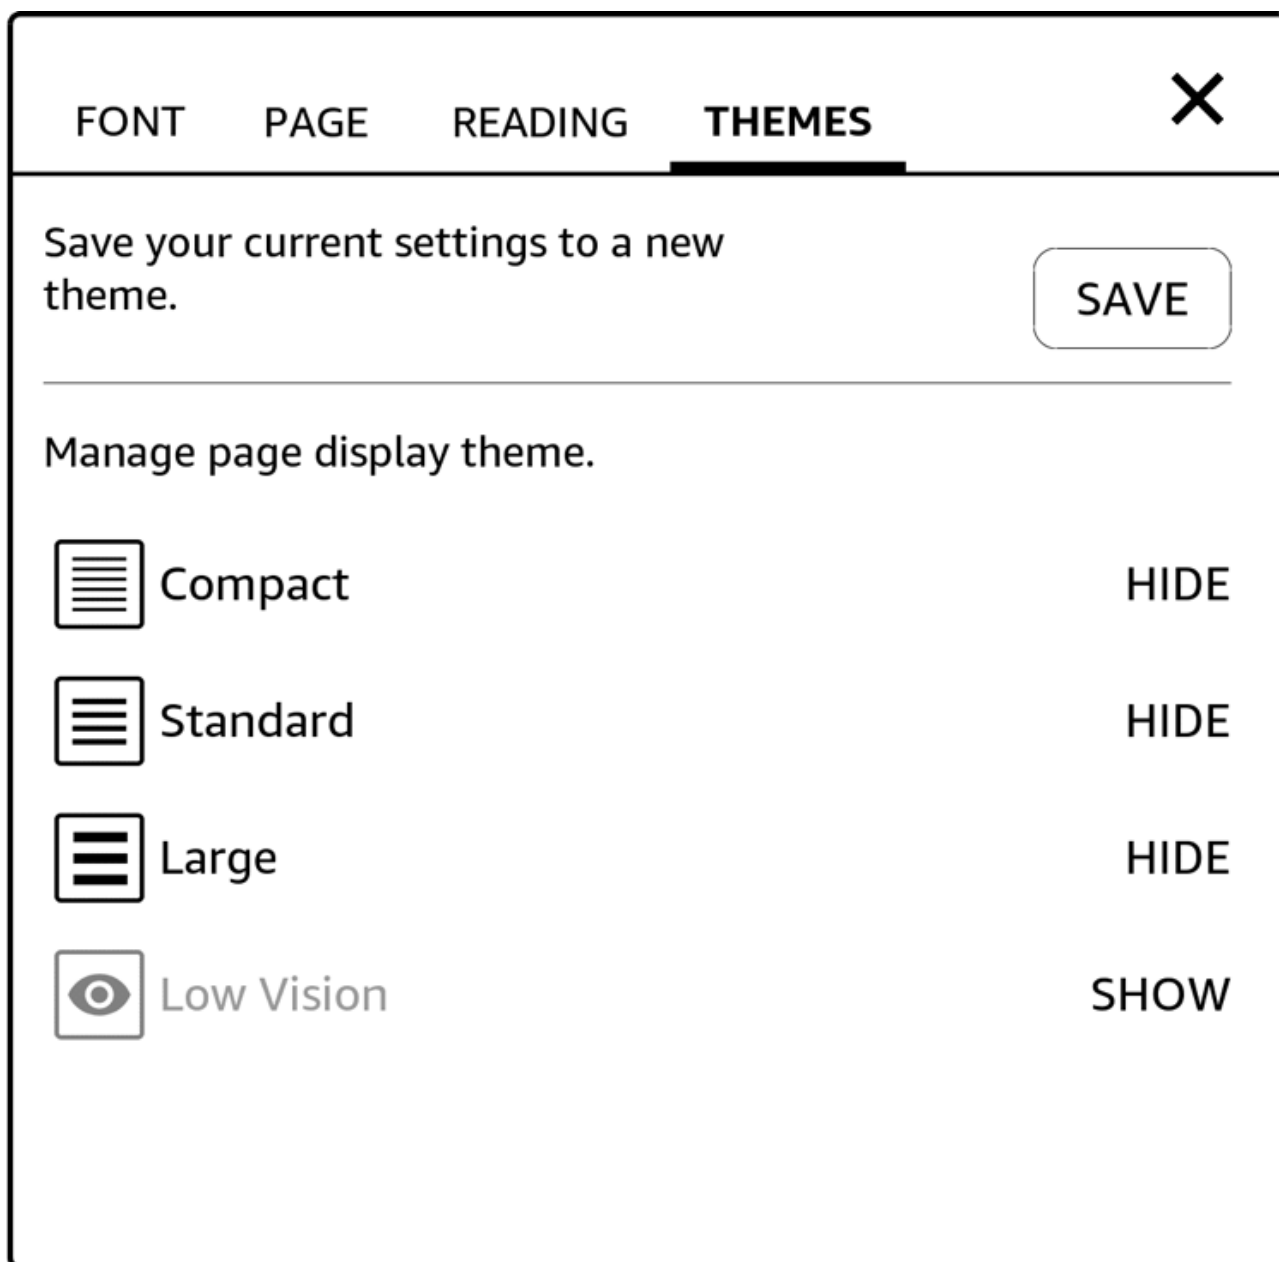 FONT PAGE READING THEMES
Save your current settings to a new
theme.
SAVE
Manage page display theme.
Compact HIDE
Standard HIDE
Large HIDE
Low Vision SHOW